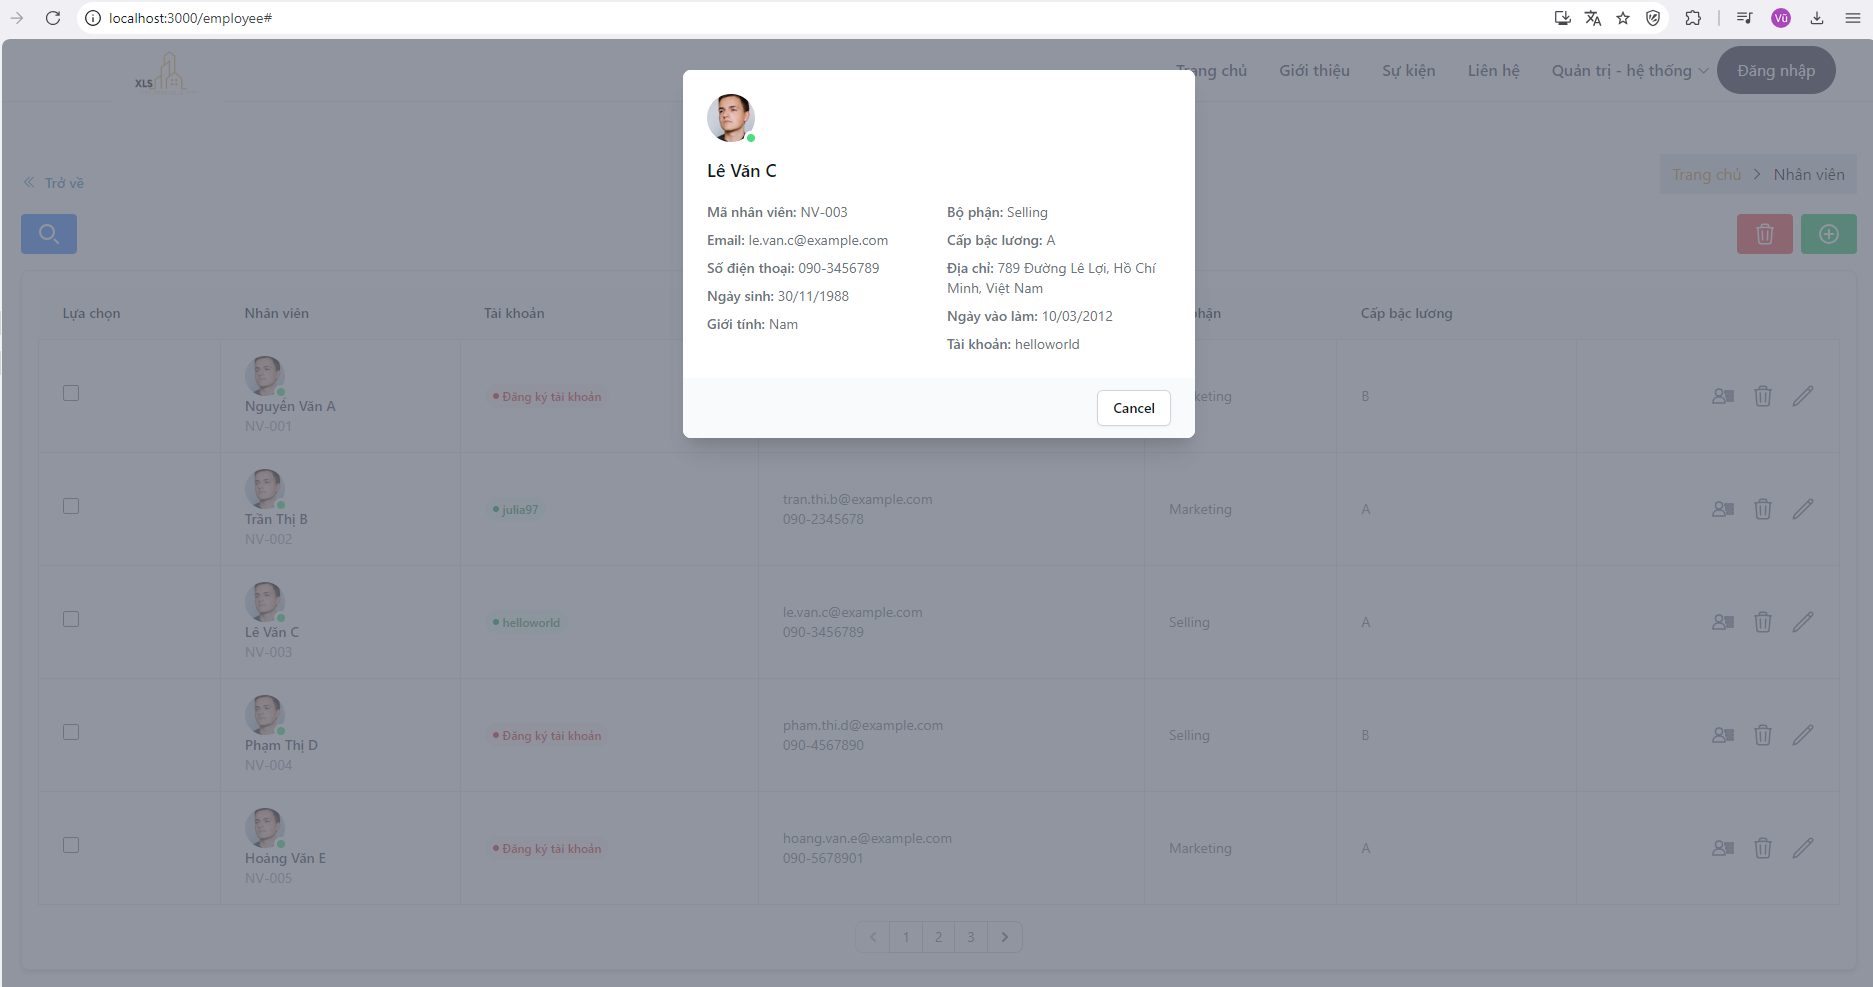 localhost:3000/employee#
Vũ
XLS
Trang chủ
Giới thiệu
Sự kiện
Liên hệ
Quản trị - hệ thống
Đăng nhập
Trở về
Trang chủ > Nhân viên
Lê Văn C
Mã nhân viên: NV-003
Email: le.van.c@example.com
Số điện thoại: 090-3456789
Ngày sinh: 30/11/1988
Giới tính: Nam
Bộ phận: Selling
Cấp bậc lương: A
Địa chỉ: 789 Đường Lê Lợi, Hồ Chí
Minh, Việt Nam
Ngày vào làm: 10/03/2012
Tài khoản: helloworld
Cancel
Lựa chọn
Nhân viên
Tài khoản
Cấp bậc lương
Nguyễn Văn A
NV-001
Đăng ký tài khoản
B
Trần Thị B
NV-002
julia97
tran.thi.b@example.com
090-2345678
Marketing
A
Lê Văn C
NV-003
helloworld
le.van.c@example.com
090-3456789
Selling
A
Phạm Thị D
NV-004
Đăng ký tài khoản
pham.thi.d@example.com
090-4567890
Selling
B
Hoàng Văn E
NV-005
Đăng ký tài khoản
hoang.van.e@example.com
090-5678901
Marketing
A
1 2 3